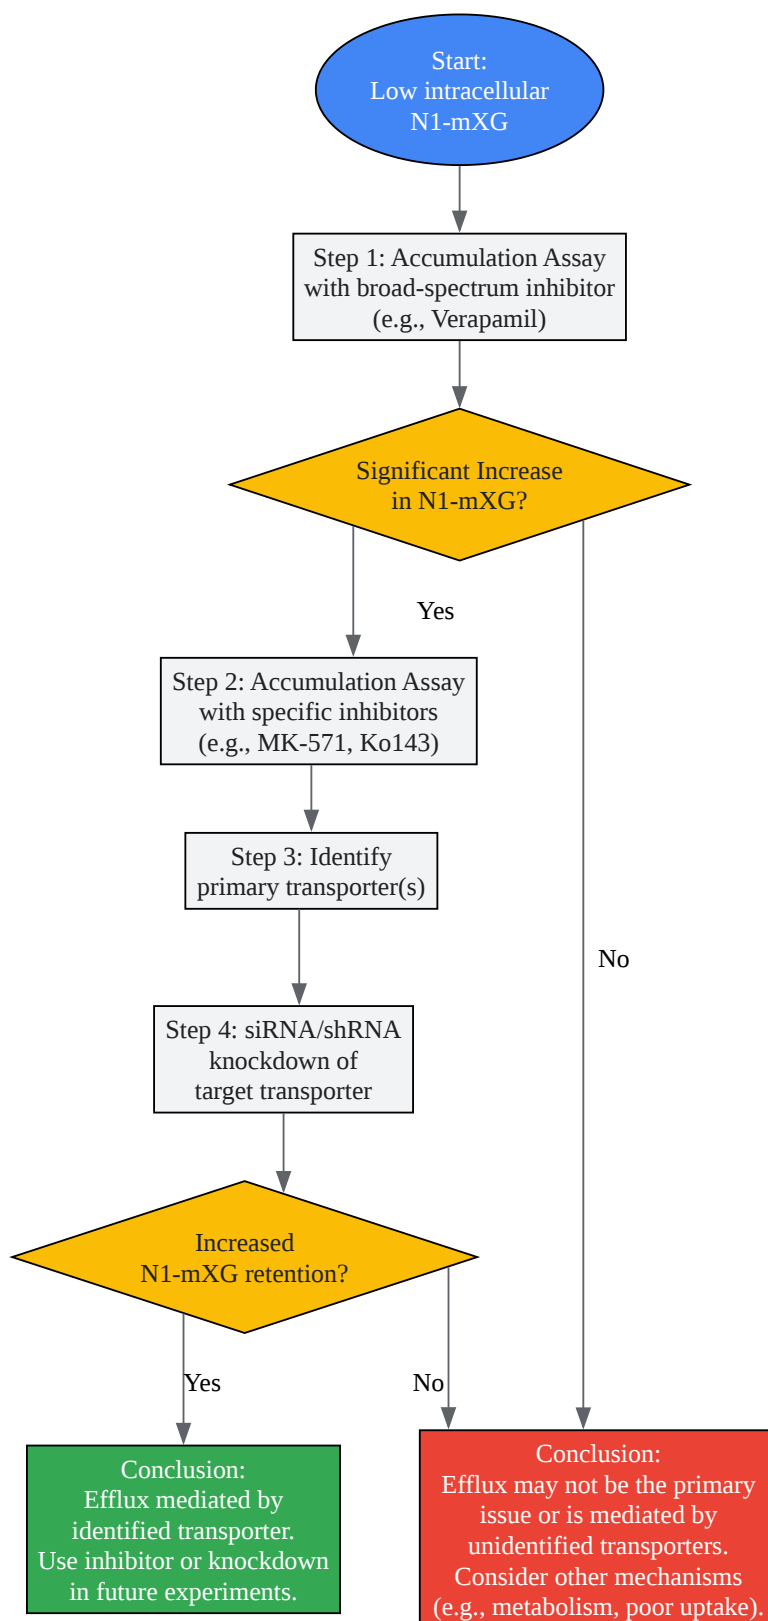 Start:
Low intracellular
N1-mXG
Step 1: Accumulation Assay
with broad-spectrum inhibitor
(e.g., Verapamil)
Significant Increase
in N1-mXG?
Yes
Step 2: Accumulation Assay
with specific inhibitors
(e.g., MK-571, Ko143)
Step 3: Identify
primary transporter(s)
No
Step 4: siRNA/shRNA
knockdown of
target transporter
Increased
N1-mXG retention?
Yes
No
Conclusion:
Efflux mediated by
identified transporter.
Use inhibitor or knockdown
in future experiments.
Conclusion:
Efflux may not be the primary
issue or is mediated by
unidentified transporters.
Consider other mechanisms
(e.g., metabolism, poor uptake).